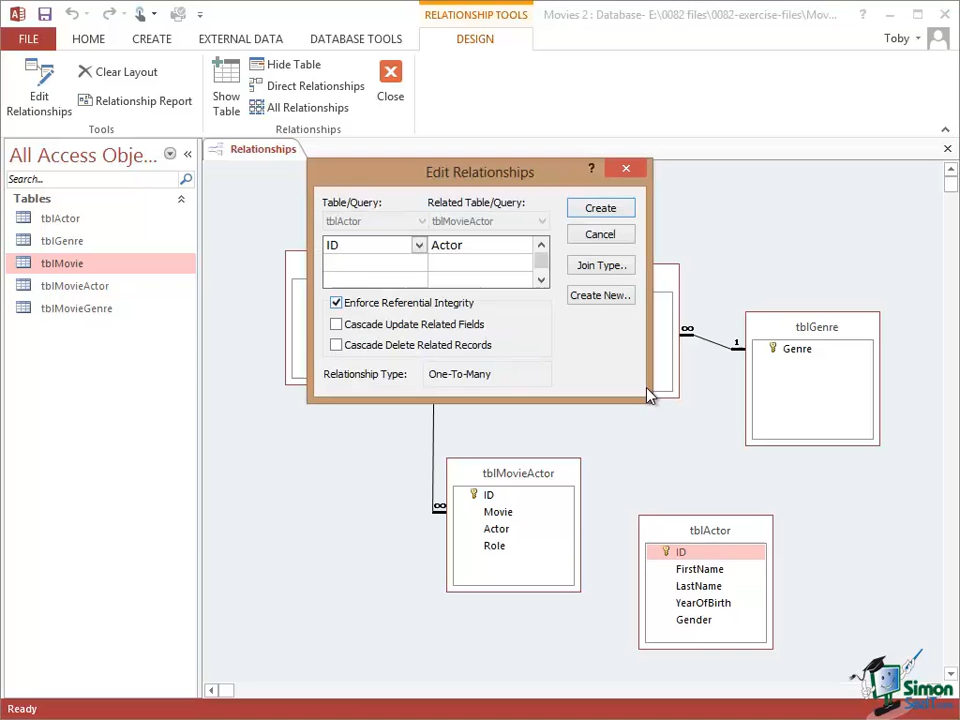 RELATIONSHIP TOOLS
Movies 2 : Database- E:\0082 files\0082-exercise-files\Mov...
?
FILE
HOME
CREATE
EXTERNAL DATA
DATABASE TOOLS
DESIGN
Toby
Edit Relationships
Clear Layout
Relationship Report
Tools
Show Table
Hide Table
Direct Relationships
All Relationships
Relationships
Close
All Access Obje...
Search...
Tables
tblActor
tblGenre
tblMovie
tblMovieActor
tblMovieGenre
Relationships
Edit Relationships
?
Table/Query:
Related Table/Query:
tblActor
tblMovieActor
ID
Actor
Enforce Referential Integrity
Cascade Update Related Fields
Cascade Delete Related Records
Relationship Type:
One-To-Many
Create
Cancel
Join Type..
Create New..
∞
1
tblGenre
Genre
∞
tblMovieActor
ID
Movie
Actor
Role
tblActor
ID
FirstName
LastName
YearOfBirth
Gender
Ready